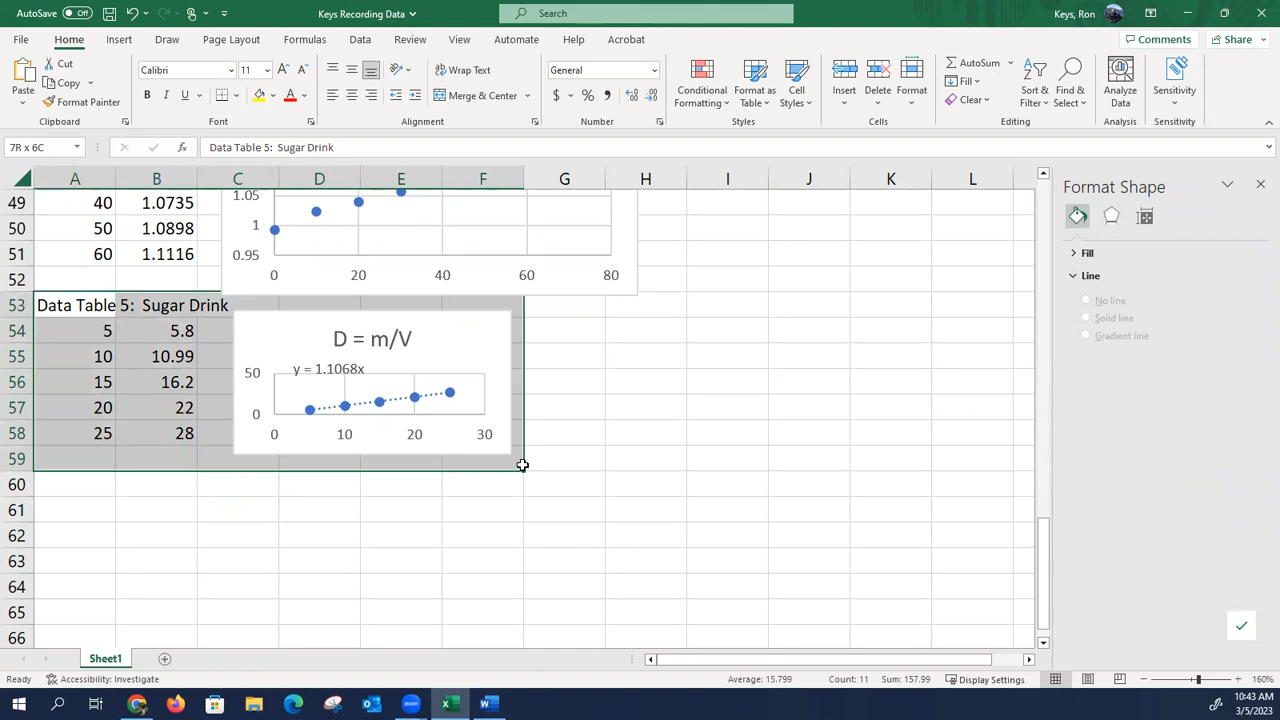 AutoSave Off Keys Recording Data Search Keys, Ron
File Home Insert Draw Page Layout Formulas Data Review View Automate Help Acrobat Comments Share
Paste Cut Copy Format Painter Clipboard
Calibri 11 A A B I U A Font
Wrap Text Merge & Center Alignment
General $ % 9 Number
Conditional Formatting Format as Table Cell Styles Styles
Insert Delete Format Cells
AutoSum Fill Clear Sort & Filter Find & Select Editing
Analyze Data Analysis
Sensitivity Sensitivity
7R x 6C fx Data Table 5: Sugar Drink
A B C D E F G H I J K L
49 40 1.0735 1.05
50 50 1.0898 1
51 60 1.1116 0.95
52 0 20 40 60 80
53 Data Table 5: Sugar Drink
54 5 5.8 D = m/V
55 10 10.99 y = 1.1068x
56 15 16.2 50
57 20 22 0
58 25 28 0 10 20 30
59
60
61
62
63
64
65
66
Format Shape
Fill
Line
No line
Solid line
Gradient line
Sheet1
Ready Accessibility: Investigate Average: 15.799 Count: 11 Sum: 157.99 Display Settings 160%
zoom
10:43 AM
3/5/2023